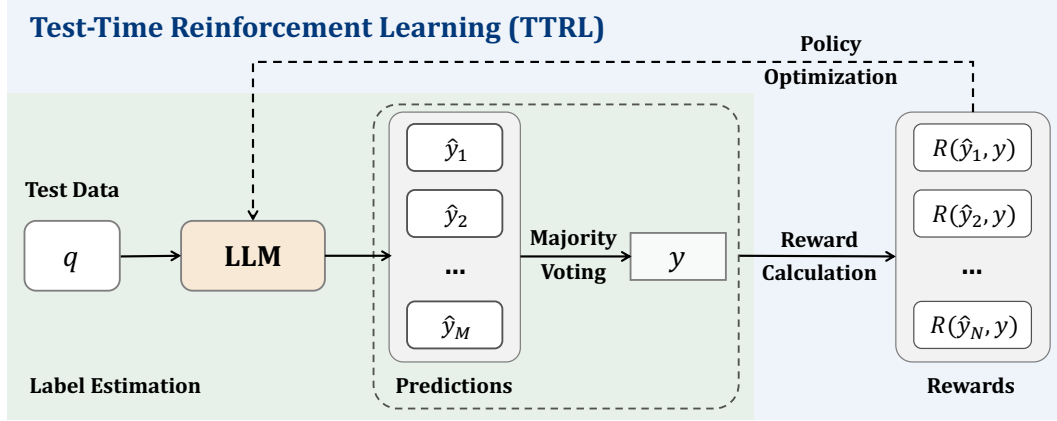 Test-Time Reinforcement Learning (TTRL)
Policy
Optimization
Test Data
q
LLM
ŷ₁
ŷ₂
...
ŷ_M
Majority
Voting
y
Reward
Calculation
R(ŷ₁, y)
R(ŷ₂, y)
...
R(ŷ_N, y)
Label Estimation
Predictions
Rewards